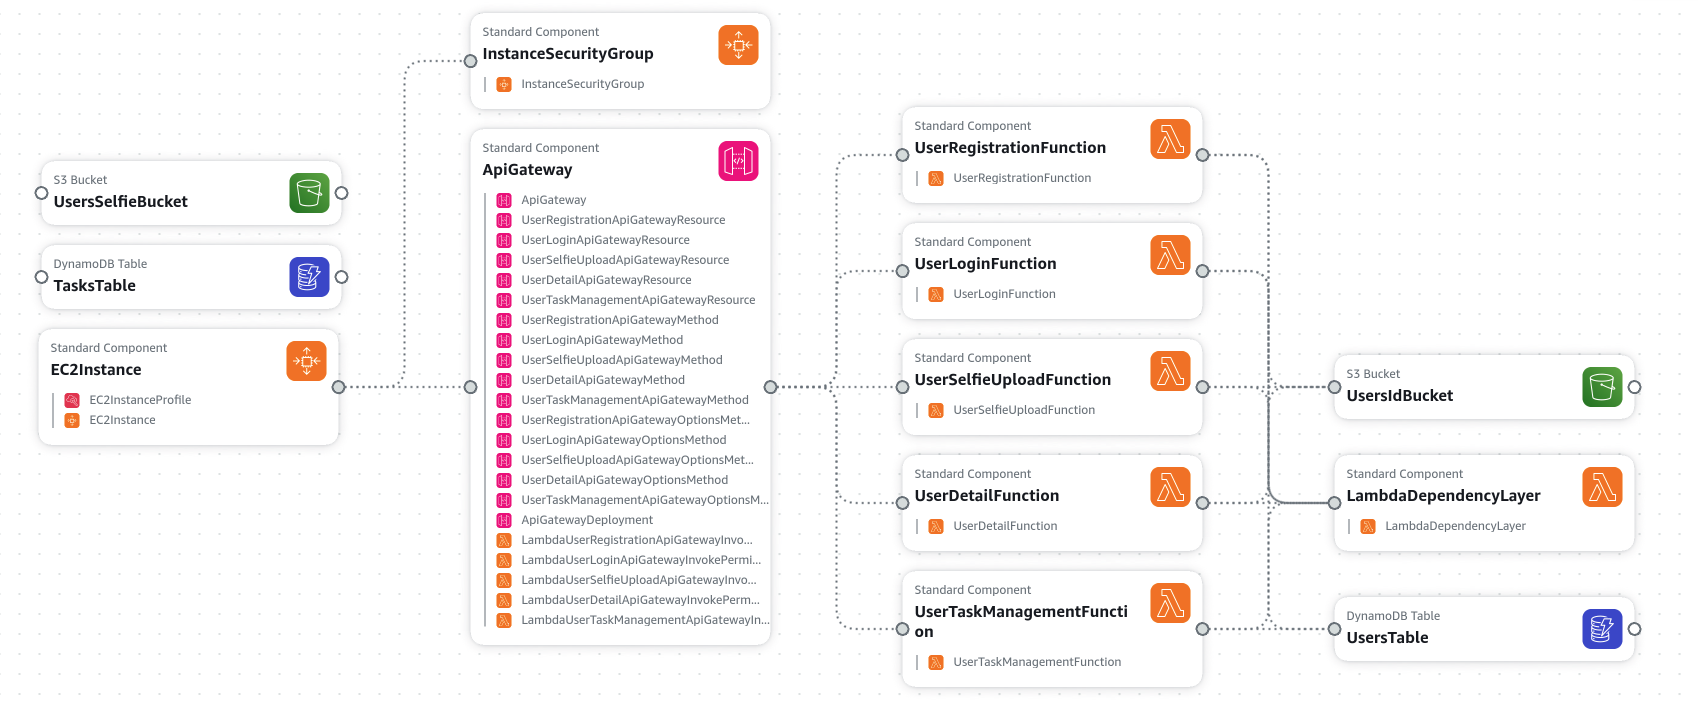 Standard Component
InstanceSecurityGroup
InstanceSecurityGroup
S3 Bucket
UsersSelfieBucket
DynamoDB Table
TasksTable
Standard Component
EC2Instance
EC2InstanceProfile
EC2Instance
Standard Component
ApiGateway
ApiGateway
UserRegistrationApiGatewayResource
UserLoginApiGatewayResource
UserSelfieUploadApiGatewayResource
UserDetailApiGatewayResource
UserTaskManagementApiGatewayResource
UserRegistrationApiGatewayMethod
UserLoginApiGatewayMethod
UserSelfieUploadApiGatewayMethod
UserDetailApiGatewayMethod
UserTaskManagementApiGatewayMethod
UserRegistrationApiGatewayOptionsMet...
UserLoginApiGatewayOptionsMethod
UserSelfieUploadApiGatewayOptionsMet...
UserDetailApiGatewayOptionsMethod
UserTaskManagementApiGatewayOptionsM...
ApiGatewayDeployment
LambdaUserRegistrationApiGatewayInvo...
LambdaUserLoginApiGatewayInvokePermi...
LambdaUserSelfieUploadApiGatewayInvo...
LambdaUserDetailApiGatewayInvokePerm...
LambdaUserTaskManagementApiGatewayIn...
Standard Component
UserRegistrationFunction
UserRegistrationFunction
Standard Component
UserLoginFunction
UserLoginFunction
Standard Component
UserSelfieUploadFunction
UserSelfieUploadFunction
Standard Component
UserDetailFunction
UserDetailFunction
Standard Component
UserTaskManagementFuncti
on
UserTaskManagementFunction
S3 Bucket
UsersIdBucket
Standard Component
LambdaDependencyLayer
LambdaDependencyLayer
DynamoDB Table
UsersTable